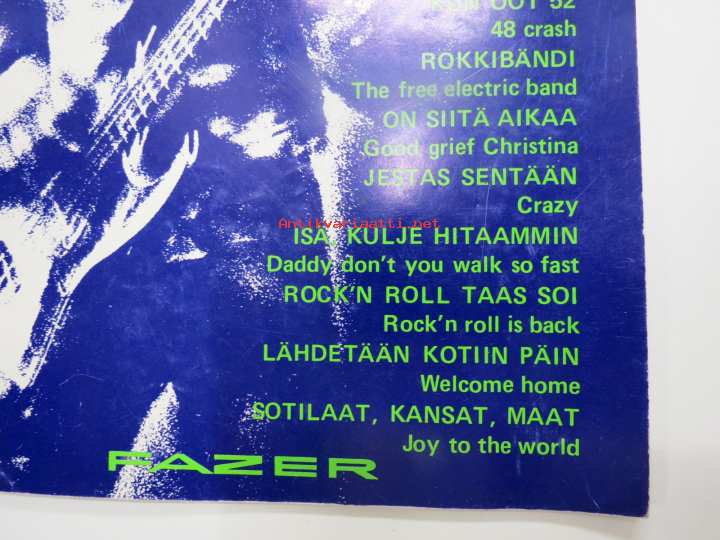 OOT 52
48 crash
ROKKIBÄNDI
The free electric band
ON SIITÄ AIKAA
Good grief Christina
JESTAS SENTÄÄN
Crazy
Antikvariaatti.net
ISÄ, KULJE HITAAMMIN
Daddy don't you walk so fast
ROCK'N ROLL TAAS SOI
Rock'n roll is back
LÄHDETÄÄN KOTIIN PÄIN
Welcome home
SOTILAAT, KANSAT, MAAT
Joy to the world
FAZER